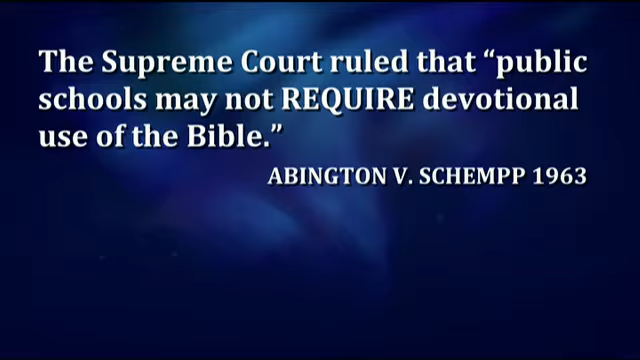 The Supreme Court ruled that “public
schools may not REQUIRE devotional
use of the Bible.”
ABINGTON V. SCHEMPP 1963